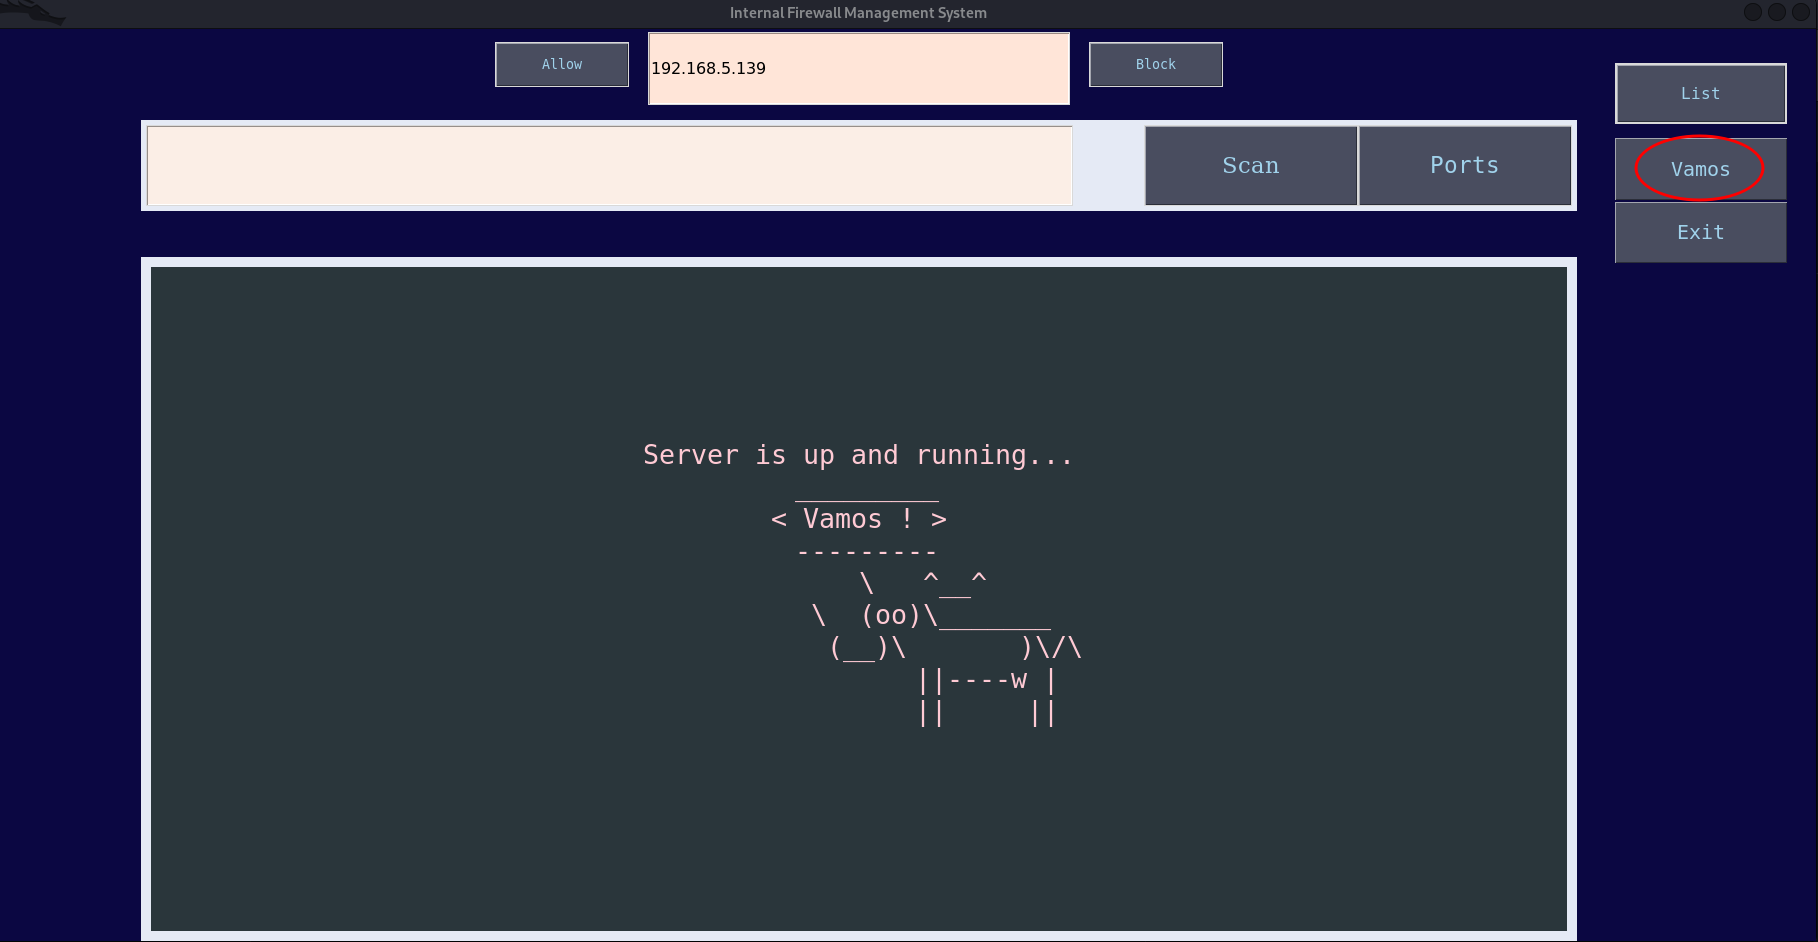 Internal Firewall Management System
Allow
192.168.5.139
Block
List
Scan
Ports
Vamos
Exit
Server is up and running...
_________
< Vamos ! >
---------
\   ^__^
\  (oo)\_______
(__)\       )\/\
||----w |
||     ||